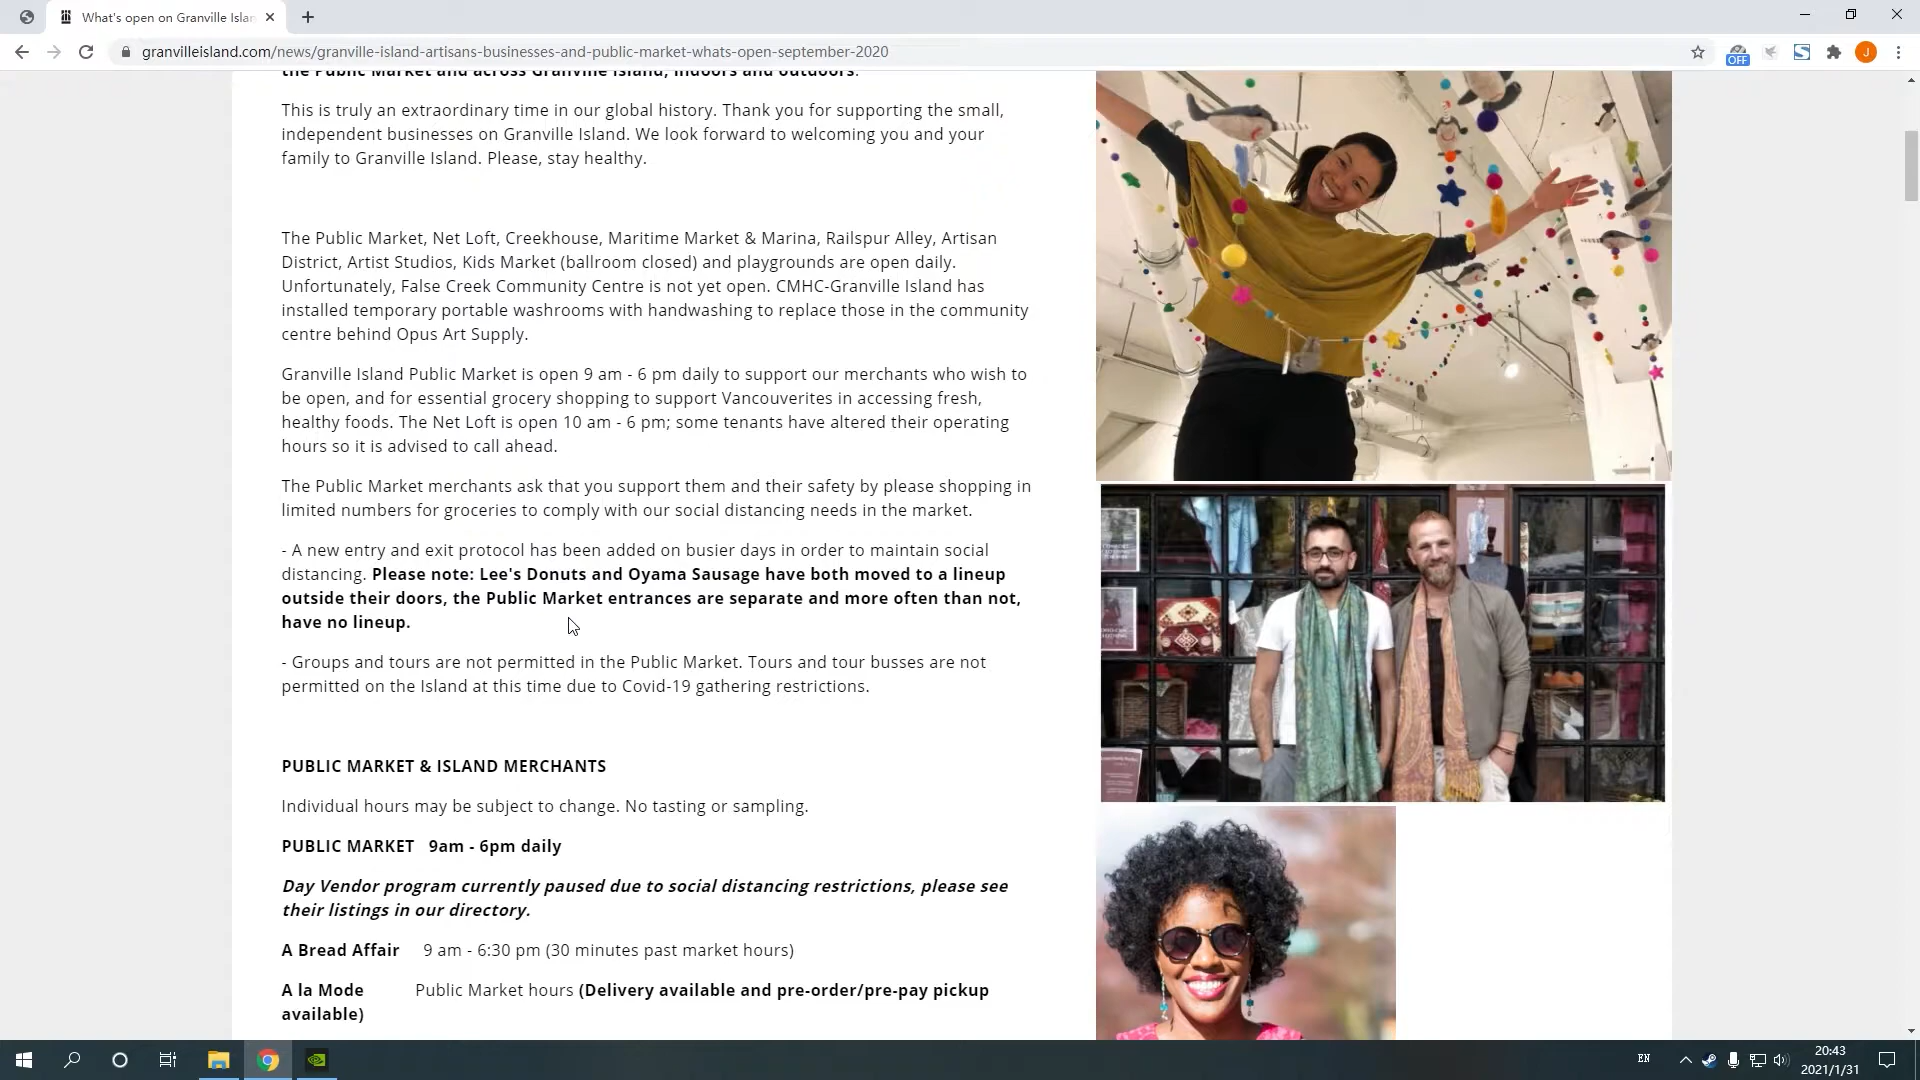 What's open on Granville Islan
granvilleisland.com/news/granville-island-artisans-businesses-and-public-market-whats-open-september-2020
OFF
J
the Public Market and across Granville Island, indoors and outdoors.
This is truly an extraordinary time in our global history. Thank you for supporting the small,
independent businesses on Granville Island. We look forward to welcoming you and your
family to Granville Island. Please, stay healthy.
The Public Market, Net Loft, Creekhouse, Maritime Market & Marina, Railspur Alley, Artisan
District, Artist Studios, Kids Market (ballroom closed) and playgrounds are open daily.
Unfortunately, False Creek Community Centre is not yet open. CMHC-Granville Island has
installed temporary portable washrooms with handwashing to replace those in the community
centre behind Opus Art Supply.
Granville Island Public Market is open 9 am - 6 pm daily to support our merchants who wish to
be open, and for essential grocery shopping to support Vancouverites in accessing fresh,
healthy foods. The Net Loft is open 10 am - 6 pm; some tenants have altered their operating
hours so it is advised to call ahead.
The Public Market merchants ask that you support them and their safety by please shopping in
limited numbers for groceries to comply with our social distancing needs in the market.
- A new entry and exit protocol has been added on busier days in order to maintain social
distancing. Please note: Lee's Donuts and Oyama Sausage have both moved to a lineup
outside their doors, the Public Market entrances are separate and more often than not,
have no lineup.
- Groups and tours are not permitted in the Public Market. Tours and tour busses are not
permitted on the Island at this time due to Covid-19 gathering restrictions.
PUBLIC MARKET & ISLAND MERCHANTS
Individual hours may be subject to change. No tasting or sampling.
PUBLIC MARKET 9am - 6pm daily
Day Vendor program currently paused due to social distancing restrictions, please see
their listings in our directory.
A Bread Affair 9 am - 6:30 pm (30 minutes past market hours)
A la Mode Public Market hours (Delivery available and pre-order/pre-pay pickup
available)
EN
20:43
2021/1/31